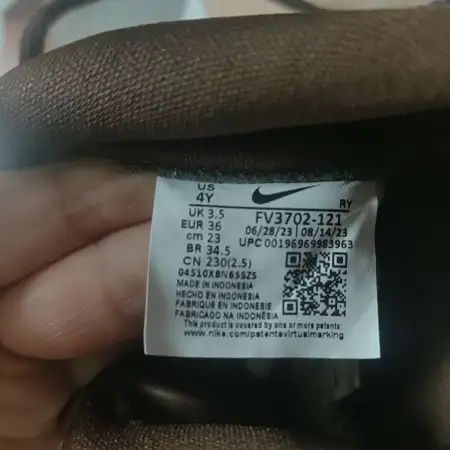 US
4Y
RY
UK 3.5
FV3702-121
EUR 36
06/28/23 08/14/23
cm 23
UPC 00196969983963
BR 34.5
CN 230(2.5)
04510XBN65SZS
MADE IN INDONESIA
HECHO EN INDONESIA
FABRIQUE EN INDONESIE
FABRICADO NA INDONESIA
This product is covered by one or more patents:
www.nike.com/patentsvirtualmarking